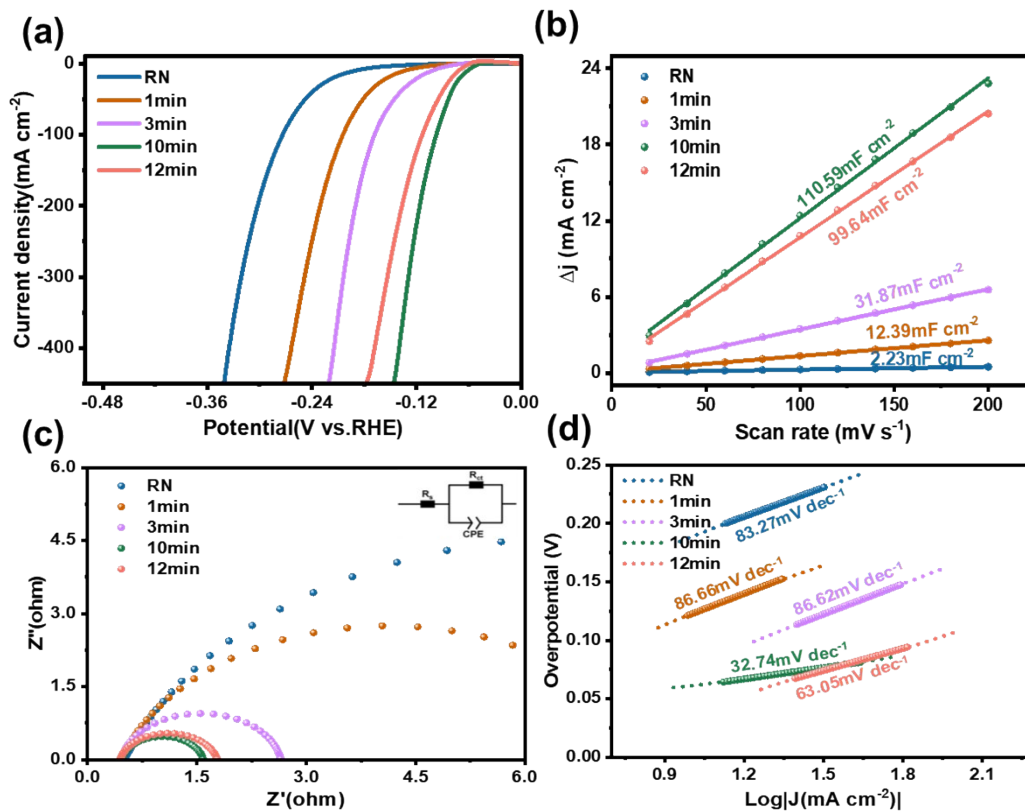 (a)
0
-100
-200
-300
-400
Current density(mA cm⁻²)
RN
1min
3min
10min
12min
-0.48
-0.36
-0.24
-0.12
0.00
Potential(V vs.RHE)
(b)
24
18
12
6
0
Δj (mA cm⁻²)
RN
1min
3min
10min
12min
110.59mF cm⁻²
99.64mF cm⁻²
31.87mF cm⁻²
12.39mF cm⁻²
2.23mF cm⁻²
0
50
100
150
200
Scan rate (mV s⁻¹)
(c)
6.0
4.5
3.0
1.5
0.0
Z''(ohm)
RN
1min
3min
10min
12min
Rs
Rct
CPE
0.0
1.5
3.0
4.5
6.0
Z'(ohm)
(d)
0.25
0.20
0.15
0.10
0.05
0.00
Overpotential (V)
RN
1min
3min
10min
12min
83.27mV dec⁻¹
86.66mV dec⁻¹
86.62mV dec⁻¹
32.74mV dec⁻¹
63.05mV dec⁻¹
0.9
1.2
1.5
1.8
2.1
Log|J(mA cm⁻²)|